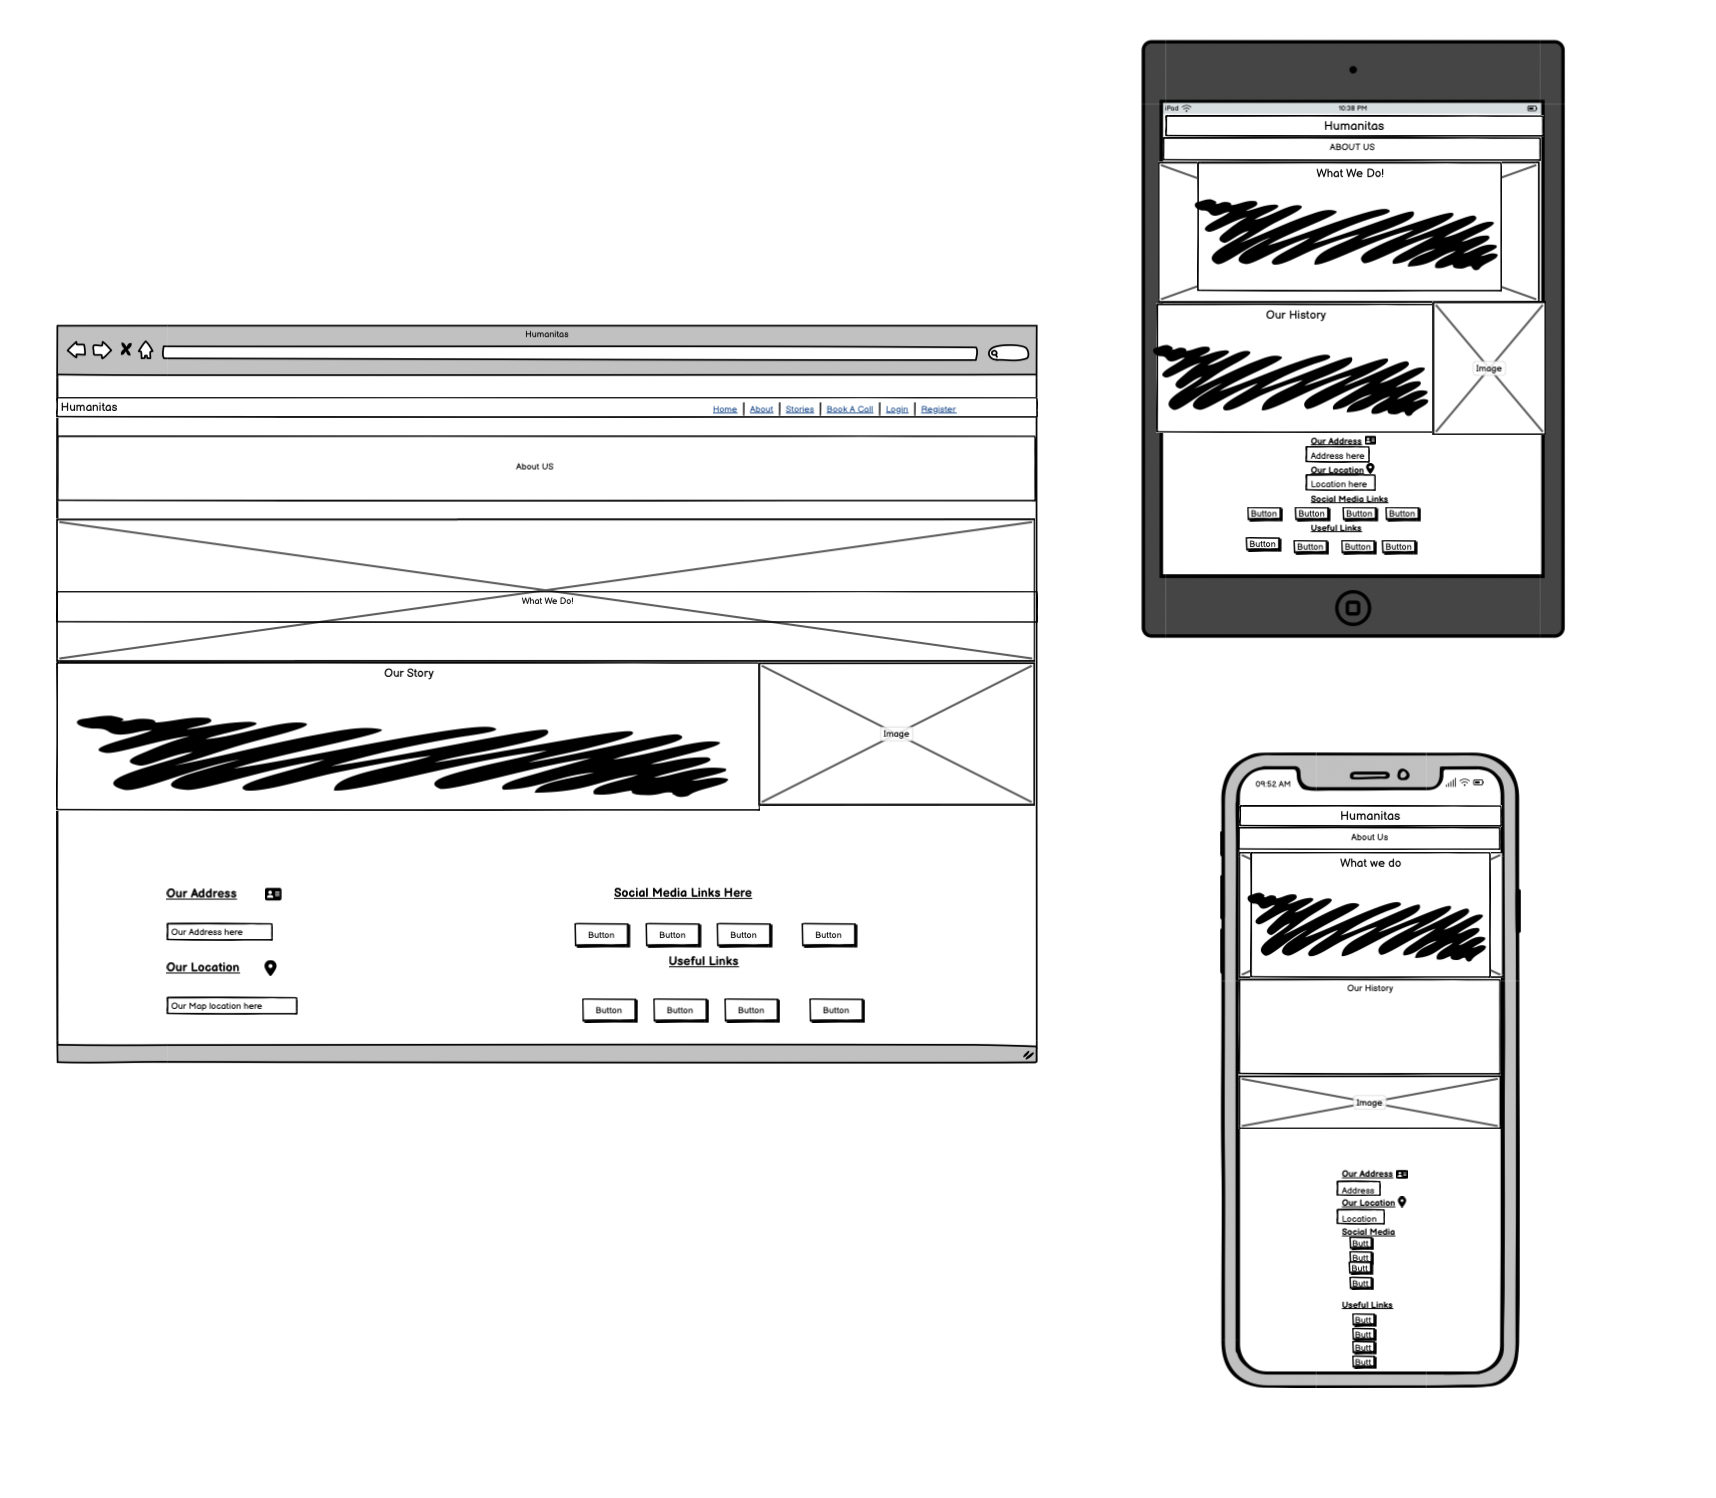 Humanitas
Humanitas
Home | About | Stories | Book A Call | Login | Register
About US
What We Do!
Our Story
Image
Our Address
Our Address here
Our Location
Our Map location here
Social Media Links Here
Button Button Button Button
Useful Links
Button Button Button Button
iPad 10:38 PM
Humanitas
ABOUT US
What We Do!
Our History
Image
Our Address
Address here
Our Location
Location here
Social Media Links
Button Button Button Button
Useful Links
Button Button Button Button
09:52 AM
Humanitas
About Us
What we do
Our History
Image
Our Address
Address
Our Location
Location
Social Media
Butt
Butt
Butt
Butt
Useful Links
Butt
Butt
Butt
Butt